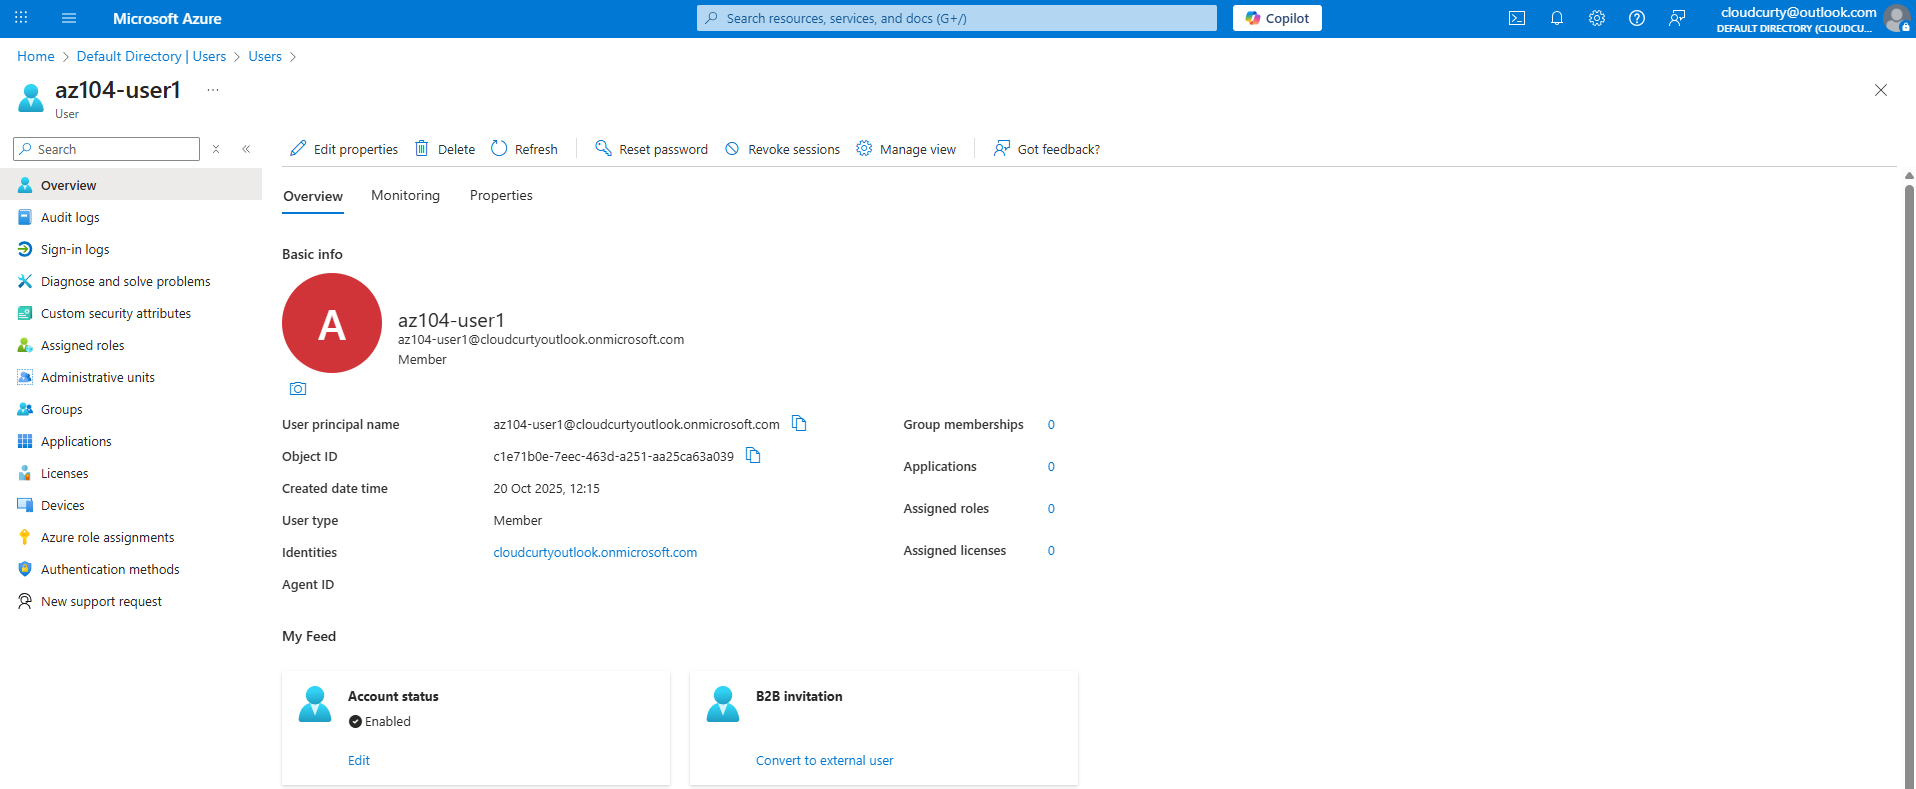 Microsoft Azure
Search resources, services, and docs (G+/)
Copilot
cloudcurty@outlook.com
DEFAULT DIRECTORY (CLOUDCU...
Home > Default Directory | Users > Users >
az104-user1 ...
User
Search
Edit properties
Delete
Refresh
Reset password
Revoke sessions
Manage view
Got feedback?
Overview
Audit logs
Sign-in logs
Diagnose and solve problems
Custom security attributes
Assigned roles
Administrative units
Groups
Applications
Licenses
Devices
Azure role assignments
Authentication methods
New support request
Overview
Monitoring
Properties
Basic info
A
az104-user1
az104-user1@cloudcurtyoutlook.onmicrosoft.com
Member
User principal name az104-user1@cloudcurtyoutlook.onmicrosoft.com
Object ID c1e71b0e-7eec-463d-a251-aa25ca63a039
Created date time 20 Oct 2025, 12:15
User type Member
Identities cloudcurtyoutlook.onmicrosoft.com
Agent ID
Group memberships 0
Applications 0
Assigned roles 0
Assigned licenses 0
My Feed
Account status
Enabled
Edit
B2B invitation
Convert to external user